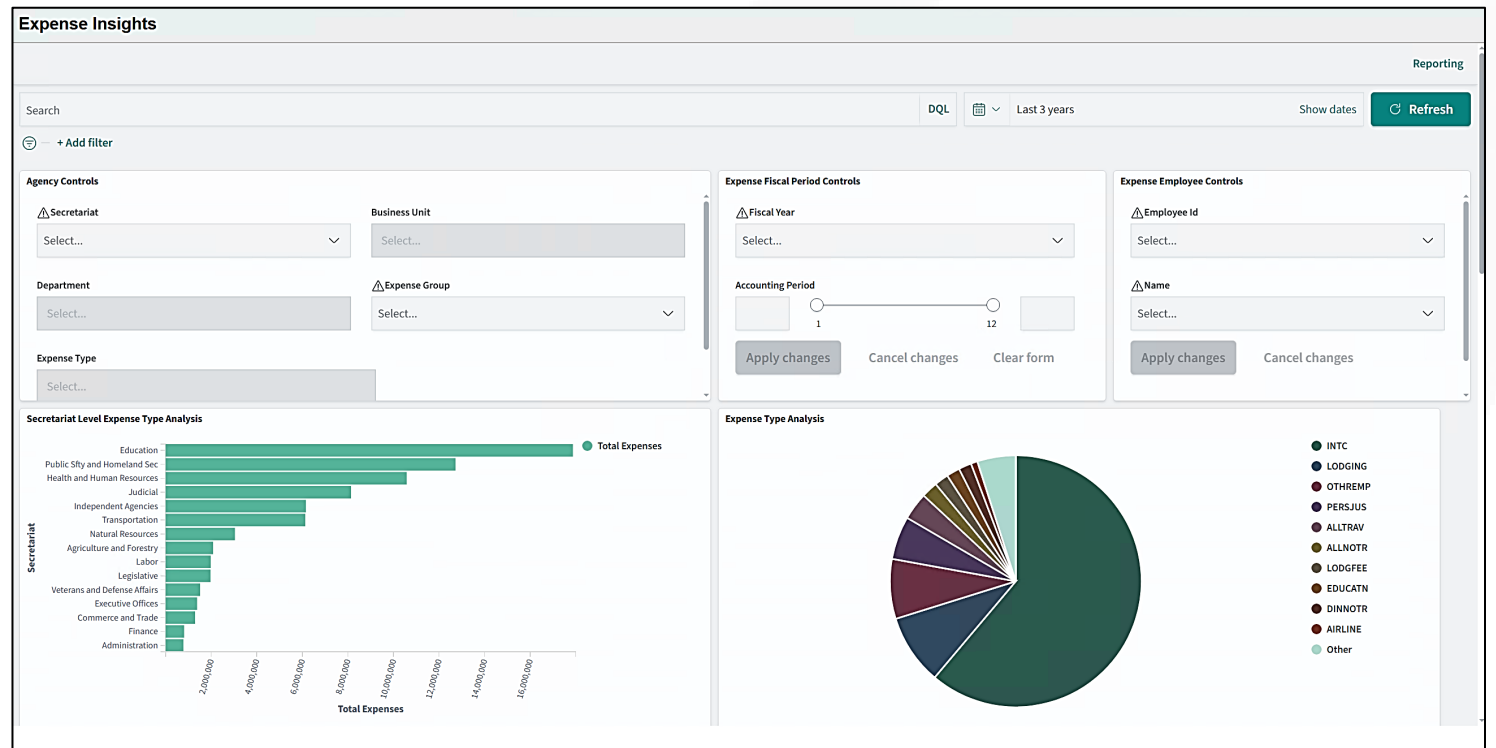 Expense Insights
Reporting
Search
DQL
Last 3 years
Show dates
Refresh
+ Add filter
Agency Controls
Secretariat
Business Unit
Select...
Select...
Department
Expense Group
Select...
Select...
Expense Type
Select...
Expense Fiscal Period Controls
Fiscal Year
Select...
Accounting Period
1
12
Apply changes
Cancel changes
Clear form
Expense Employee Controls
Employee Id
Select...
Name
Select...
Apply changes
Cancel changes
Secretariat Level Expense Type Analysis
Total Expenses
Secretariat
Education
Public Sfty and Homeland Sec
Health and Human Resources
Judicial
Independent Agencies
Transportation
Natural Resources
Agriculture and Forestry
Labor
Legislative
Veterans and Defense Affairs
Executive Offices
Commerce and Trade
Finance
Administration
2,000,000
4,000,000
6,000,000
8,000,000
10,000,000
12,000,000
14,000,000
16,000,000
Total Expenses
Expense Type Analysis
INTC
LODGING
OTHREMP
PERSJUS
ALLTRAV
ALLNOTR
LODGFEE
EDUCATN
DINNOTR
AIRLINE
Other